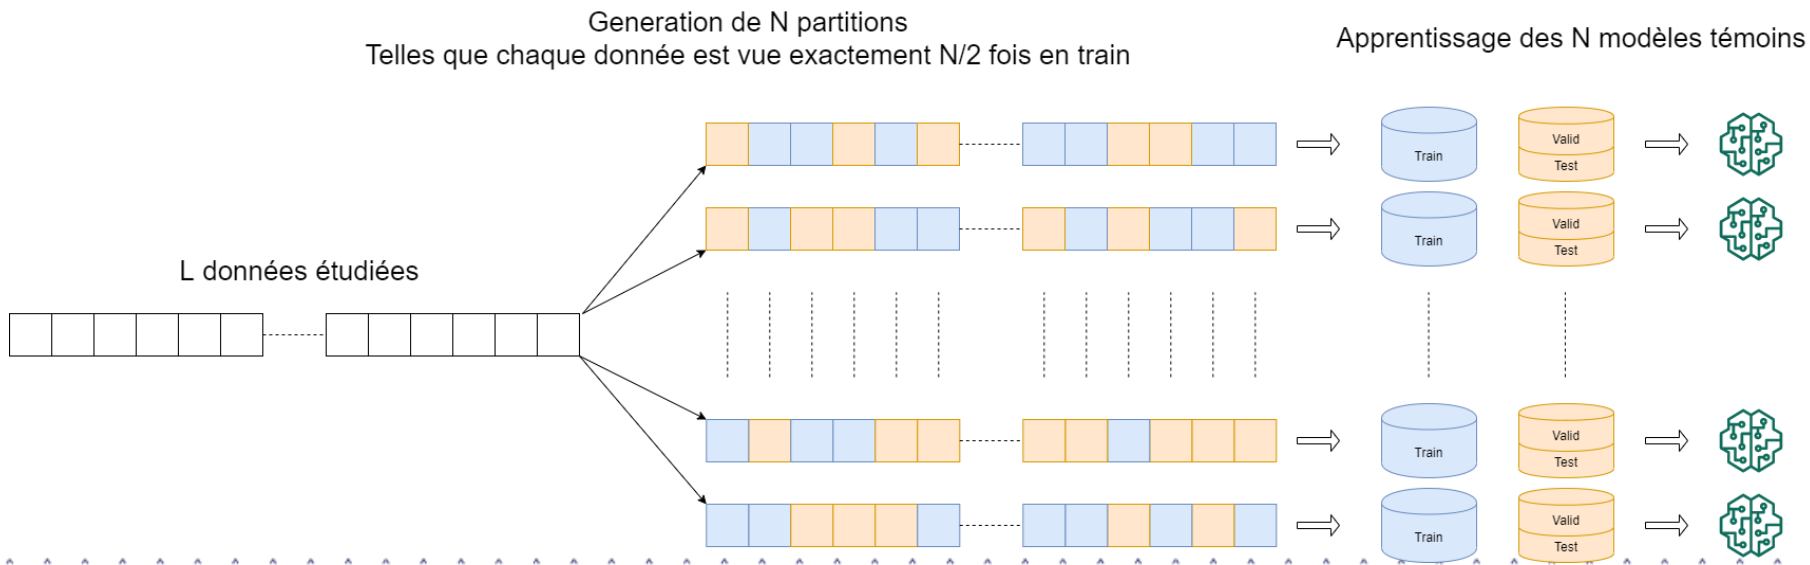 Generation de N partitions
Telles que chaque donnée est vue exactement N/2 fois en train
Apprentissage des N modèles témoins
L données étudiées
Train
Valid
Test
Train
Valid
Test
Train
Valid
Test
Train
Valid
Test